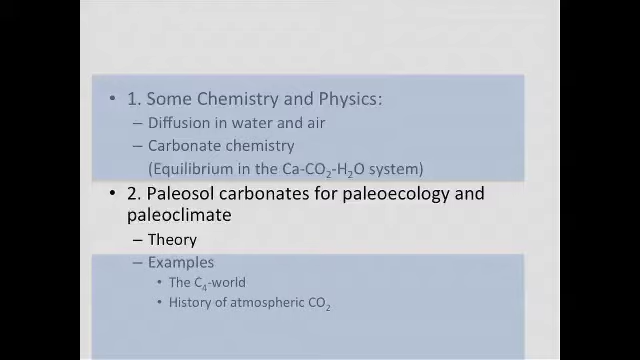 • 1. Some Chemistry and Physics:
– Diffusion in water and air
– Carbonate chemistry
(Equilibrium in the Ca-CO₂-H₂O system)
• 2. Paleosol carbonates for paleoecology and
paleoclimate
– Theory
– Examples
• The C₄-world
• History of atmospheric CO₂